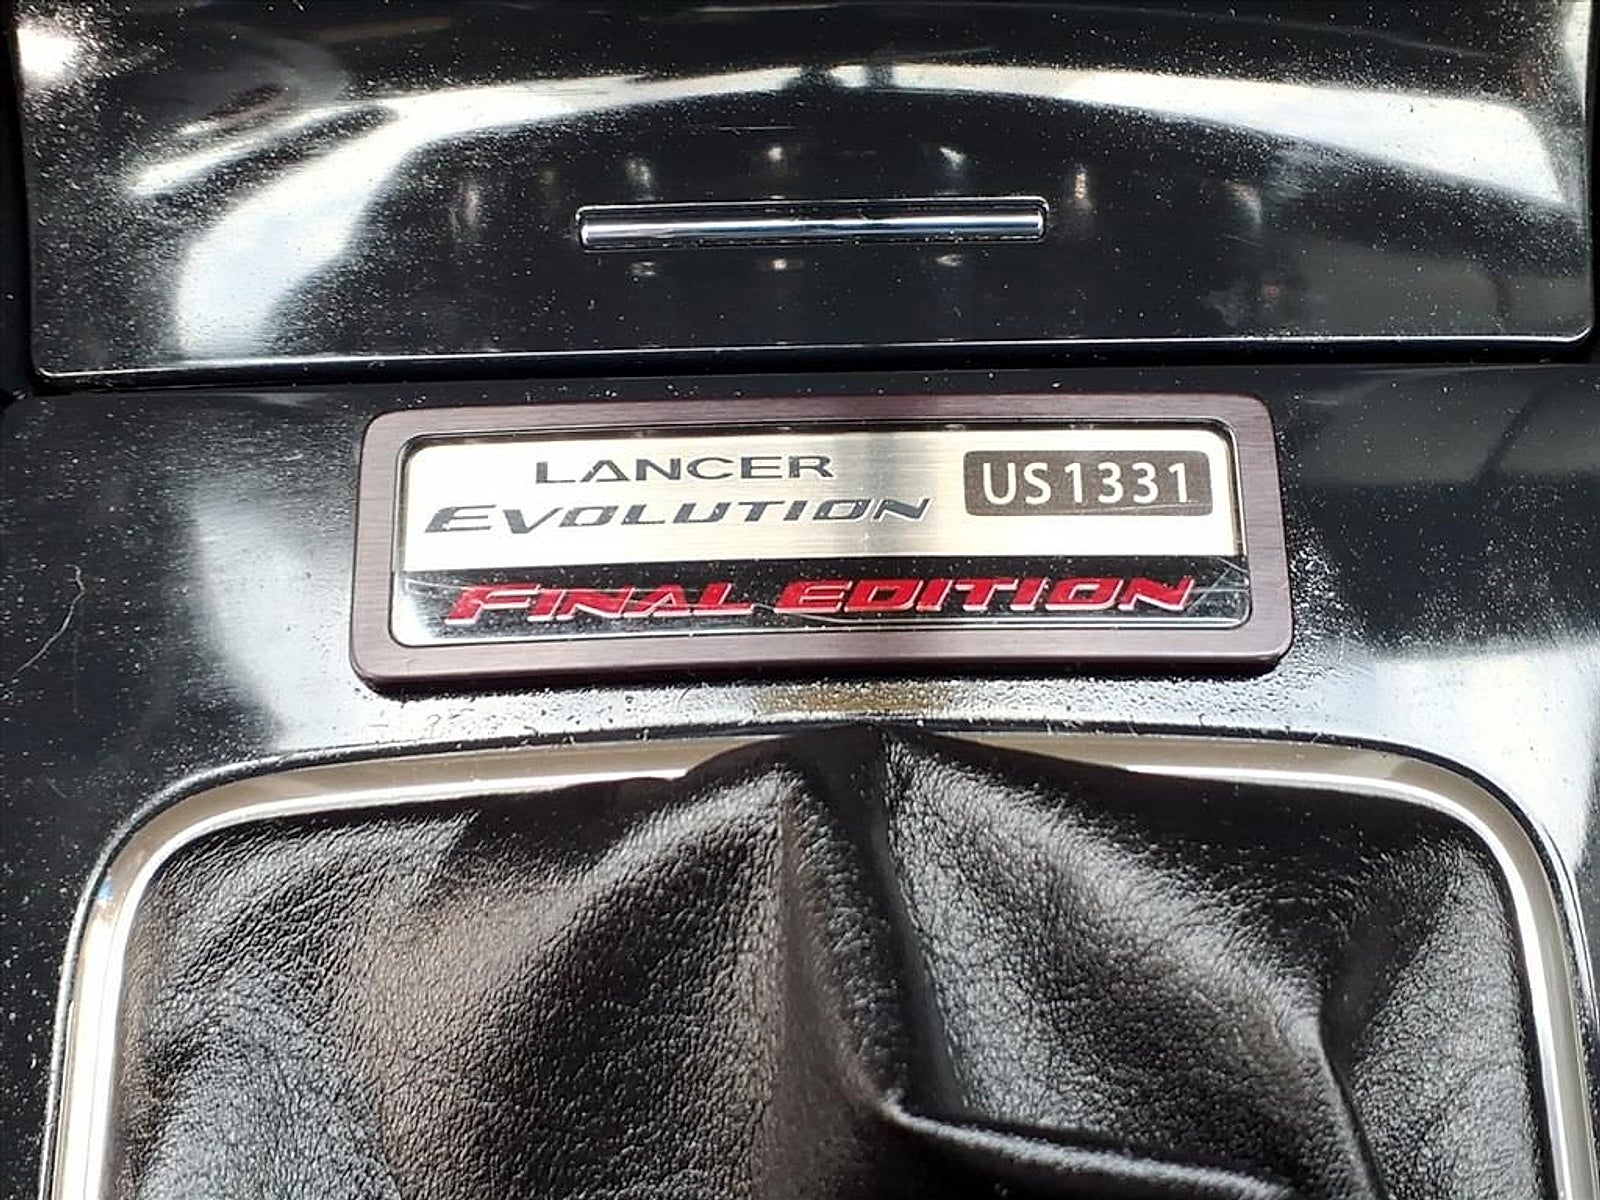 LANCER
EVOLUTION
US1331
FINAL EDITION